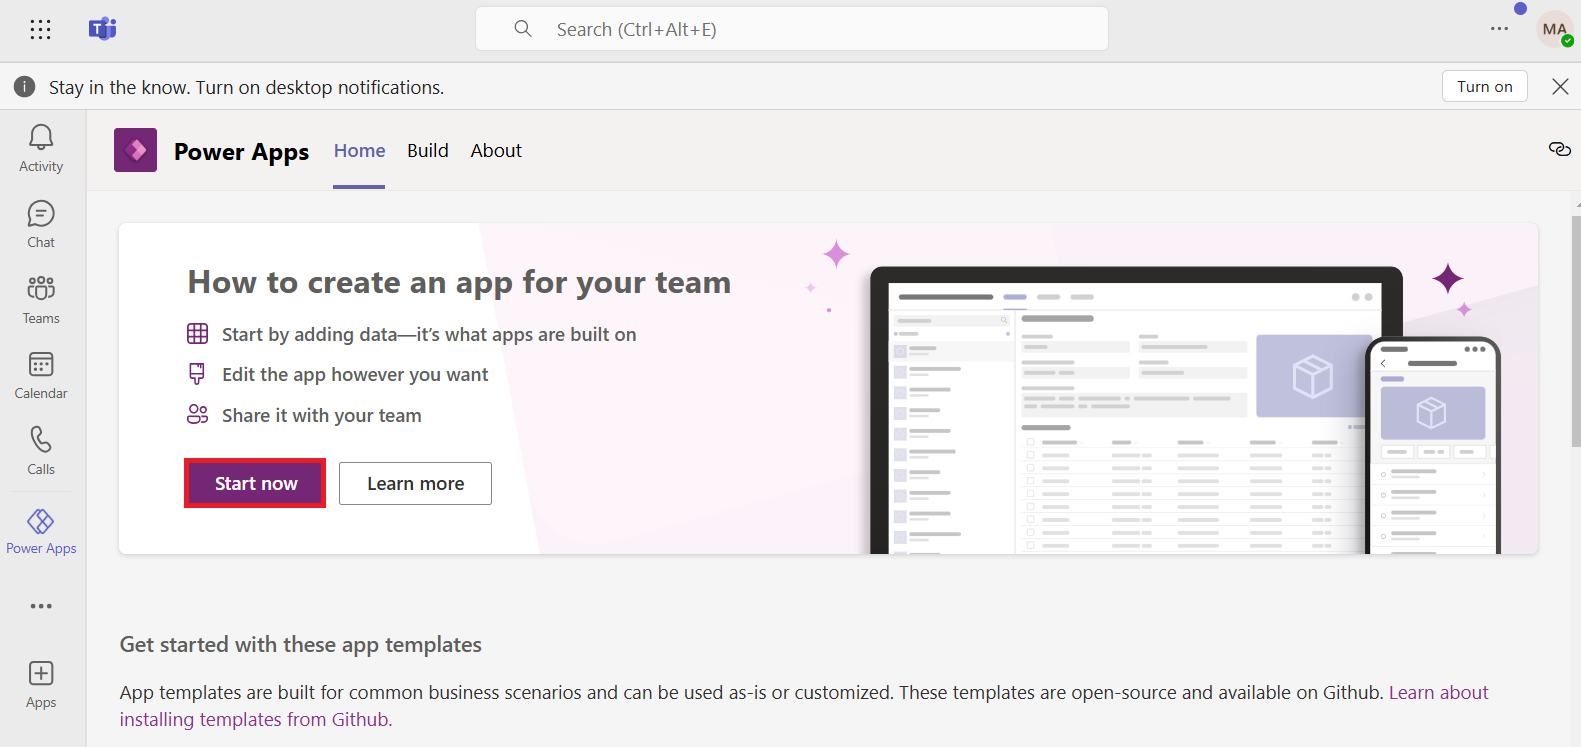 Search (Ctrl+Alt+E)
MA
Stay in the know. Turn on desktop notifications.
Turn on
Activity
Chat
Teams
Calendar
Calls
Power Apps
Apps
Power Apps
Home
Build
About
How to create an app for your team
Start by adding data—it's what apps are built on
Edit the app however you want
Share it with your team
Start now
Learn more
Get started with these app templates
App templates are built for common business scenarios and can be used as-is or customized. These templates are open-source and available on Github. Learn about
installing templates from Github.